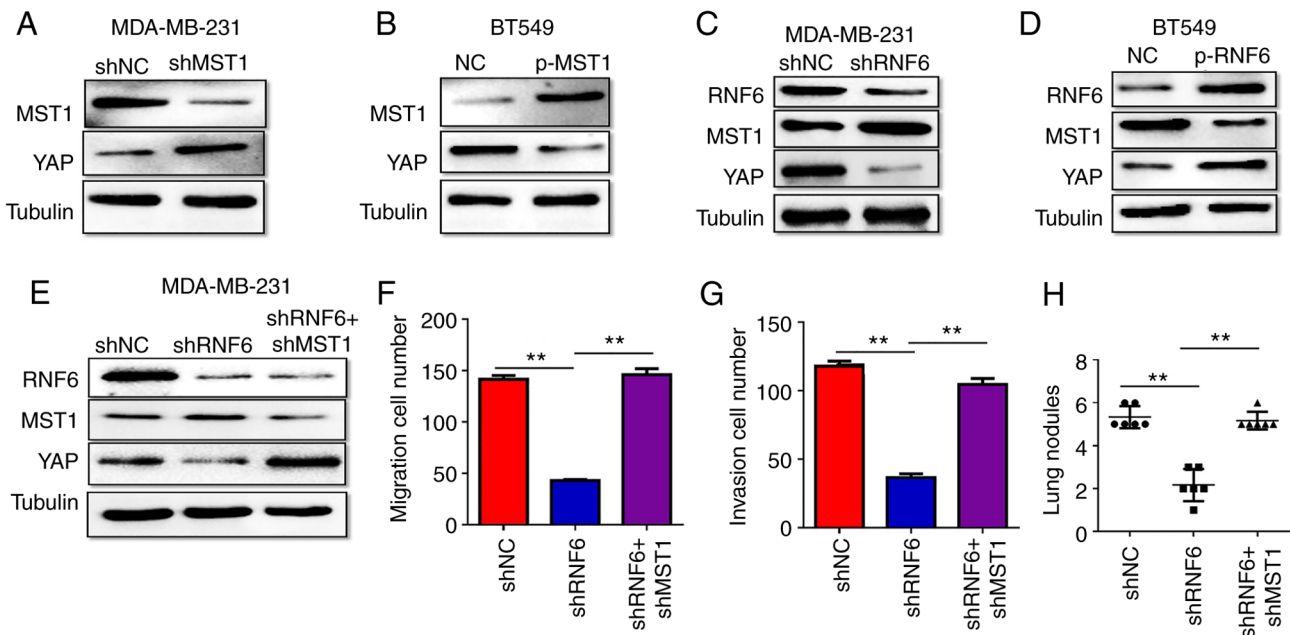 A
MDA-MB-231
shNC shMST1
MST1
YAP
Tubulin
B
BT549
NC p-MST1
MST1
YAP
Tubulin
C
MDA-MB-231
shNC shRNF6
RNF6
MST1
YAP
Tubulin
D
BT549
NC p-RNF6
RNF6
MST1
YAP
Tubulin
E
MDA-MB-231
shNC shRNF6 shRNF6+
shMST1
RNF6
MST1
YAP
Tubulin
F
Migration cell number
200
150
100
50
0
**
**
shNC
shRNF6
shRNF6+
shMST1
G
Invasion cell number
150
100
50
0
**
**
shNC
shRNF6
shRNF6+
shMST1
H
Lung nodules
8
6
4
2
0
**
**
shNC
shRNF6
shRNF6+
shMST1